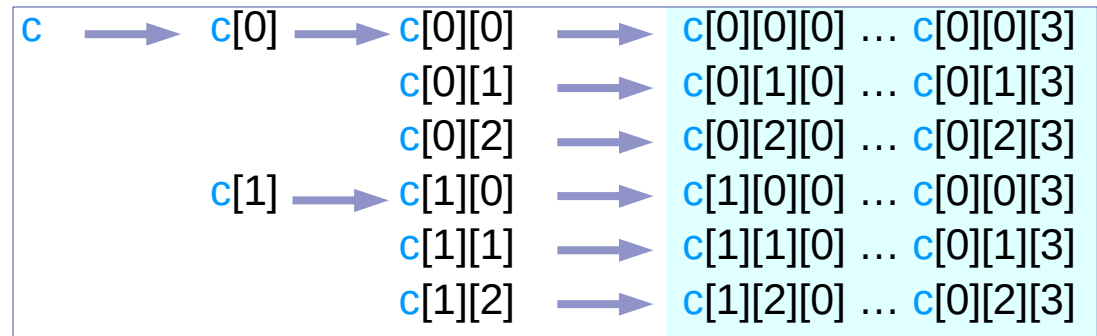 c c[0] c[0][0] c[0][0][0] … c[0][0][3]
c[0][1] c[0][1][0] … c[0][1][3]
c[0][2] c[0][2][0] … c[0][2][3]
c[1] c[1][0] c[1][0][0] … c[0][0][3]
c[1][1] c[1][1][0] … c[0][1][3]
c[1][2] c[1][2][0] … c[0][2][3]